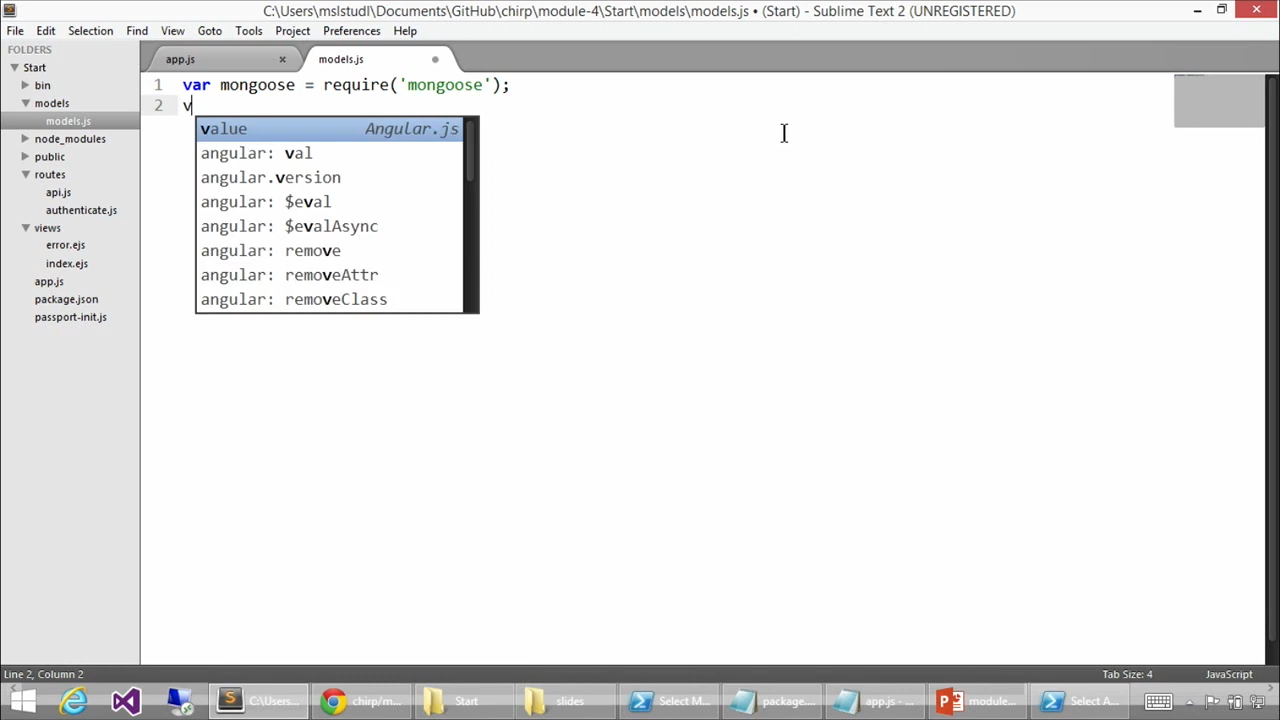 C:\Users\mslstudl\Documents\GitHub\chirp\module-4\Start\models\models.js • (Start) - Sublime Text 2 (UNREGISTERED)
File Edit Selection Find View Goto Tools Project Preferences Help
FOLDERS
Start
bin
models
models.js
node_modules
public
routes
api.js
authenticate.js
views
error.ejs
index.ejs
app.js
package.json
passport-init.js
app.js
models.js
1 var mongoose = require('mongoose');
2 v
value Angular.js
angular: val
angular.version
angular: $eval
angular: $evalAsync
angular: remove
angular: removeAttr
angular: removeClass
Line 2, Column 2
Tab Size: 4
JavaScript
C:\Users...
chirp/m...
Start
slides
Select M...
package....
app.js - ...
module...
Select A...